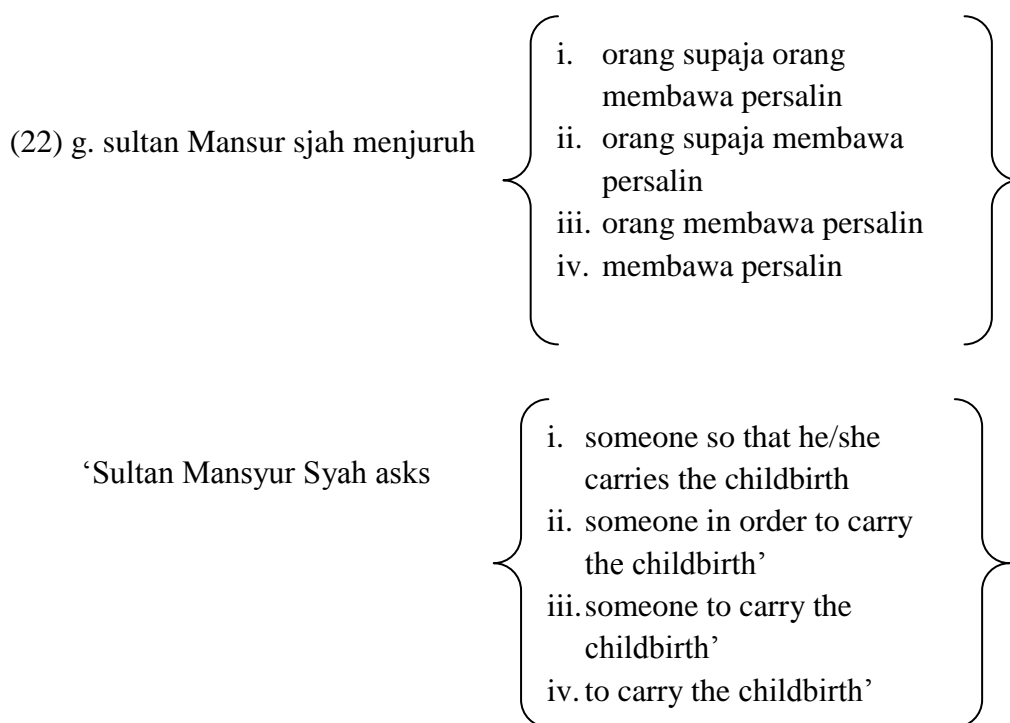 i. orang supaja orang
membawa persalin
(22) g. sultan Mansur sjah menjuruh
ii. orang supaja membawa
persalin
iii. orang membawa persalin
iv. membawa persalin
‘Sultan Mansyur Syah asks
i. someone so that he/she
carries the childbirth
ii. someone in order to carry
the childbirth’
iii. someone to carry the
childbirth’
iv. to carry the childbirth’